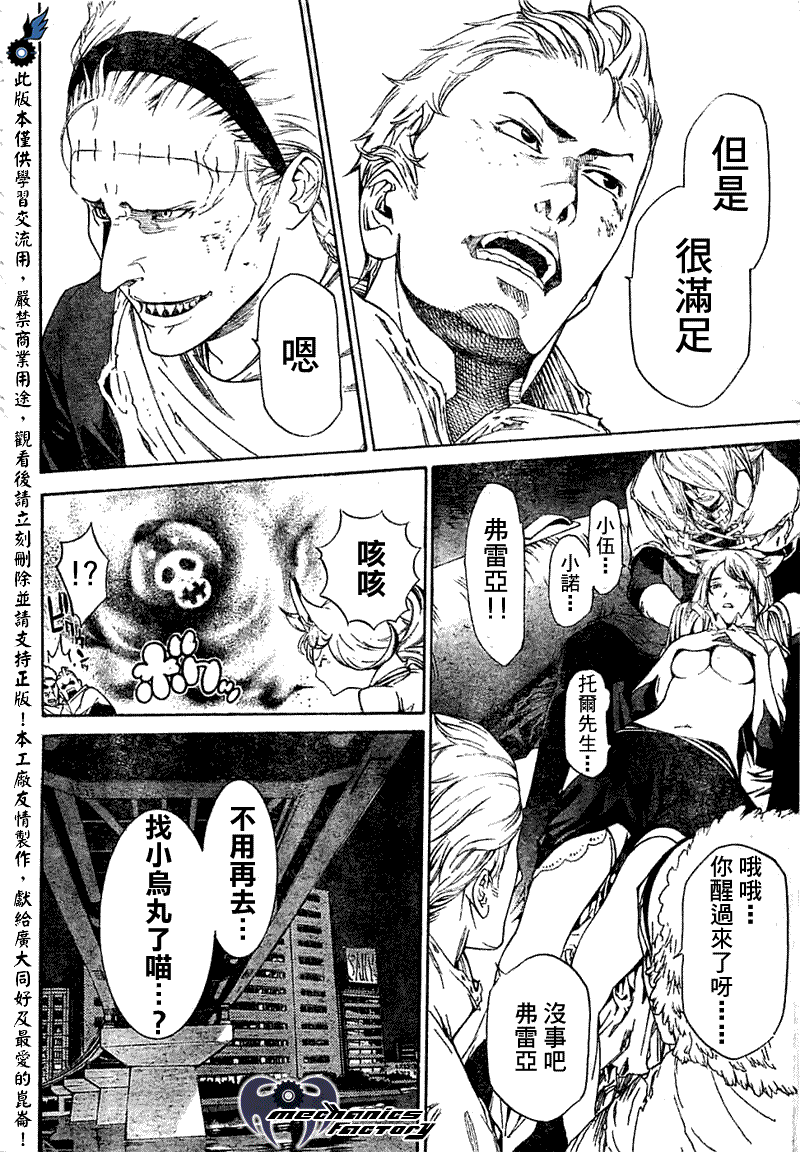 但是
很滿足
嗯
小伍…
小諾…
弗雷亞!!
托爾先生…
哦哦…
你醒過來了呀……
沒事吧
弗雷亞
咳咳
!?
ボロッ
不用再去…
找小烏丸了喵…?
此版本僅供學習交流用，嚴禁商業用途，觀看後請立刻刪除並請支持正版！本工廠友情製作，獻給廣大同好及最愛的崑崙！
mechanics
factory